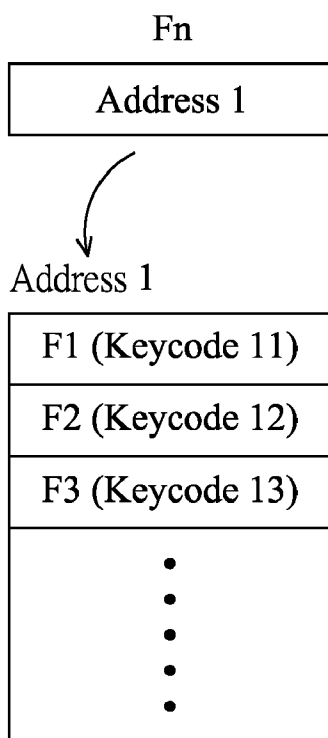 Fn
Address 1
Address 1
F1 (Keycode 11)
F2 (Keycode 12)
F3 (Keycode 13)